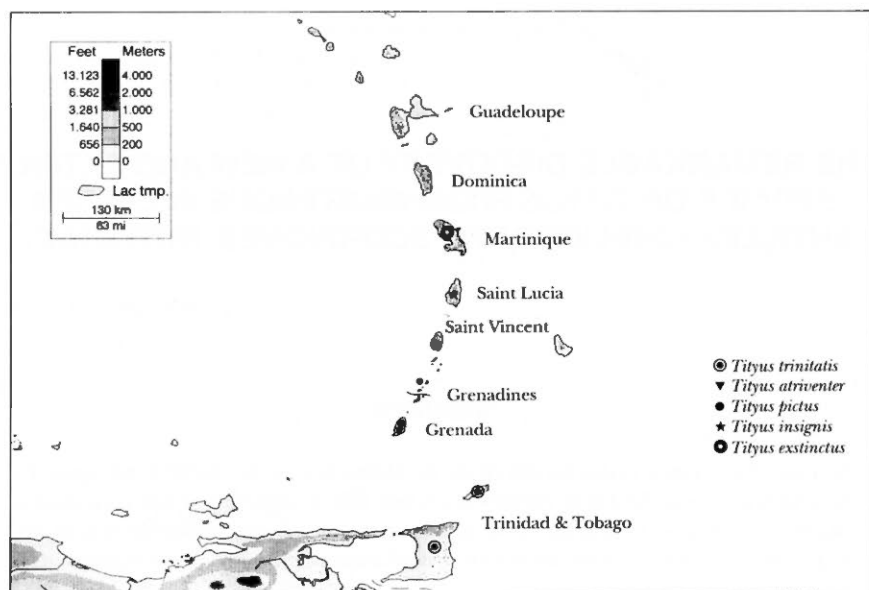 Feet Meters
13.123 4.000
6.562 2.000
3.281 1.000
1.640 500
656 200
0 0
Lac tmp.
130 km
83 mi
Guadeloupe
Dominica
Martinique
Saint Lucia
Saint Vincent
Grenadines
Grenada
Trinidad & Tobago
Tityus trinitatis
Tityus atriventer
Tityus pictus
Tityus insignis
Tityus exstinctus